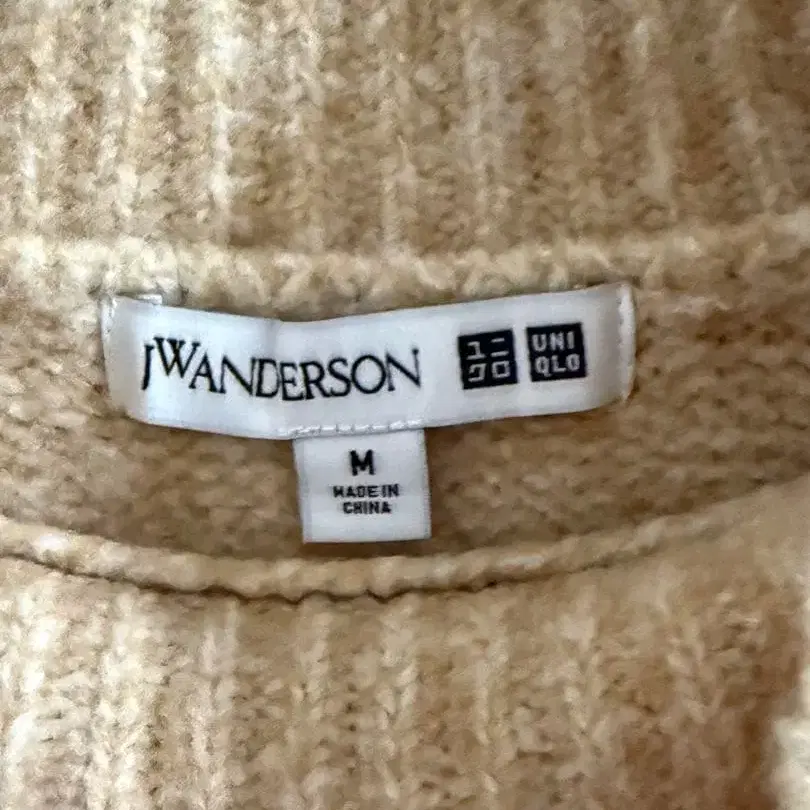 JWANDERSON
ユニ
クロ
UNI
QLO
M
MADE IN
CHINA